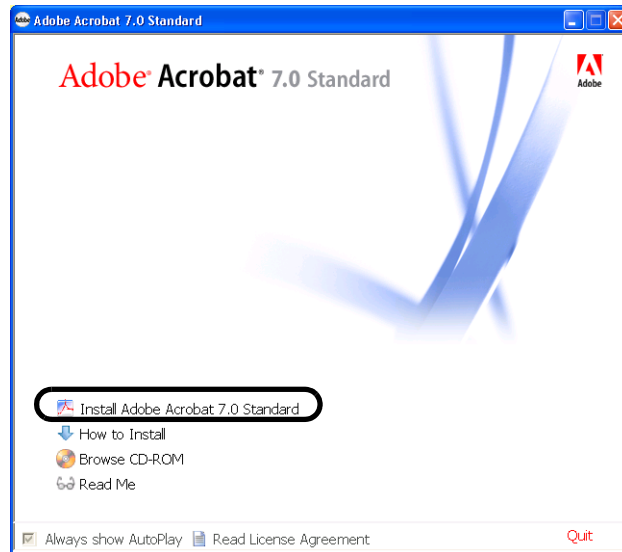 Adobe Acrobat 7.0 Standard
Adobe® Acrobat® 7.0 Standard
Adobe
Install Adobe Acrobat 7.0 Standard
How to Install
Browse CD-ROM
Read Me
Always show AutoPlay Read License Agreement Quit